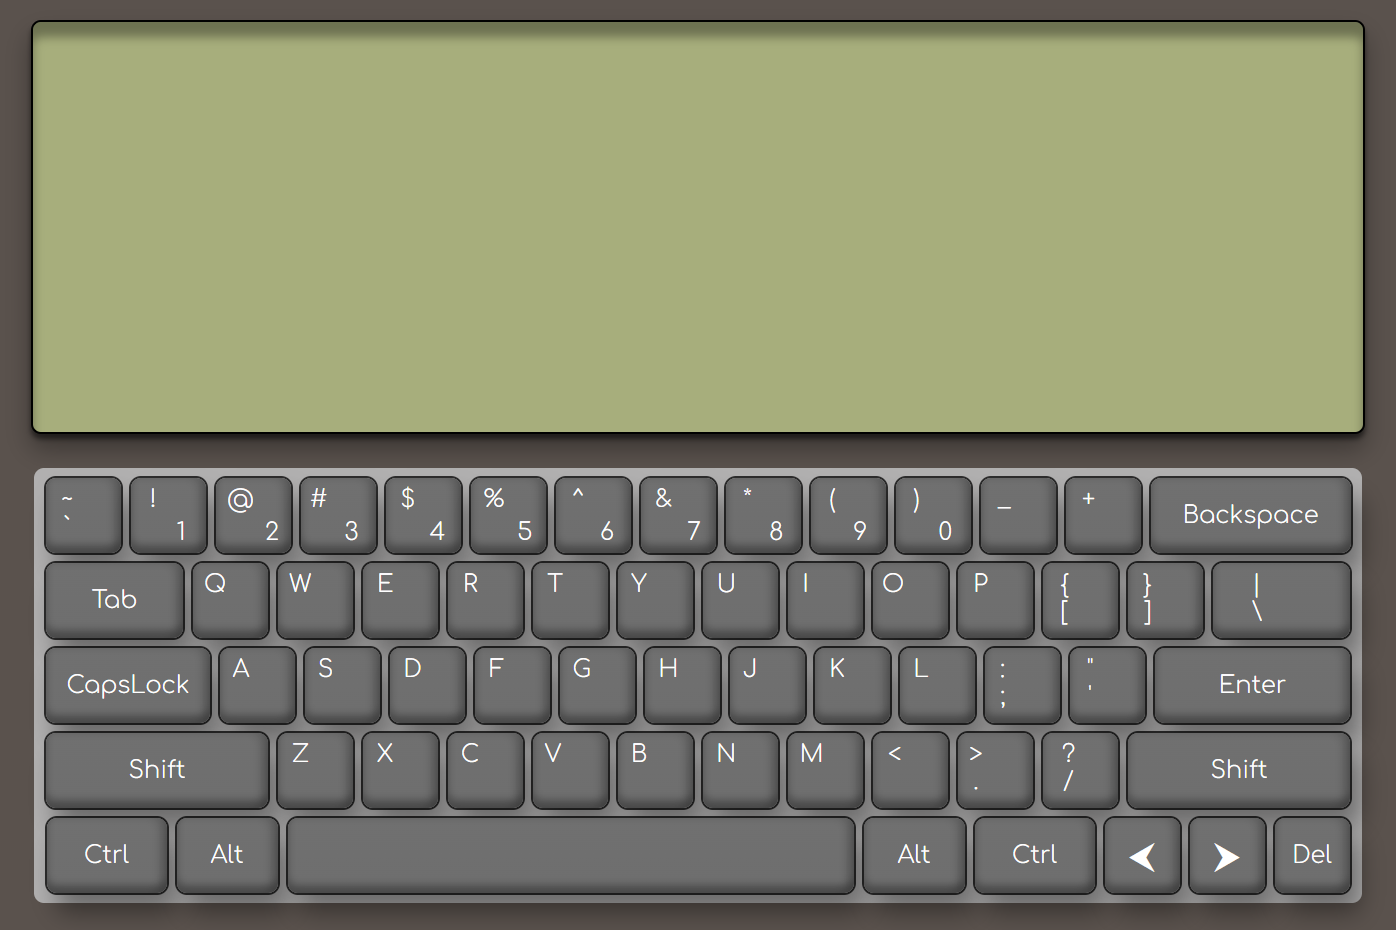 ~ ! @ # $ % ^ & * ( ) _ +
` 1 2 3 4 5 6 7 8 9 0 Backspace
Tab Q W E R T Y U I O P { } |
[ ] \
CapsLock A S D F G H J K L : " Enter
; '
Shift Z X C V B N M < > ? Shift
. /
Ctrl Alt Alt Ctrl ⮜ ⮞ Del